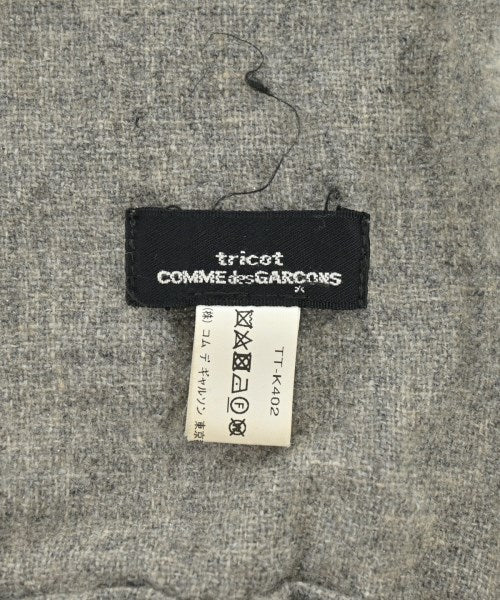 tricot
COMME des GARCONS
TT-K402
F
(株) コム デ ギャルソン 東京